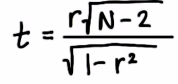 t = r√N-2 / √1-r²